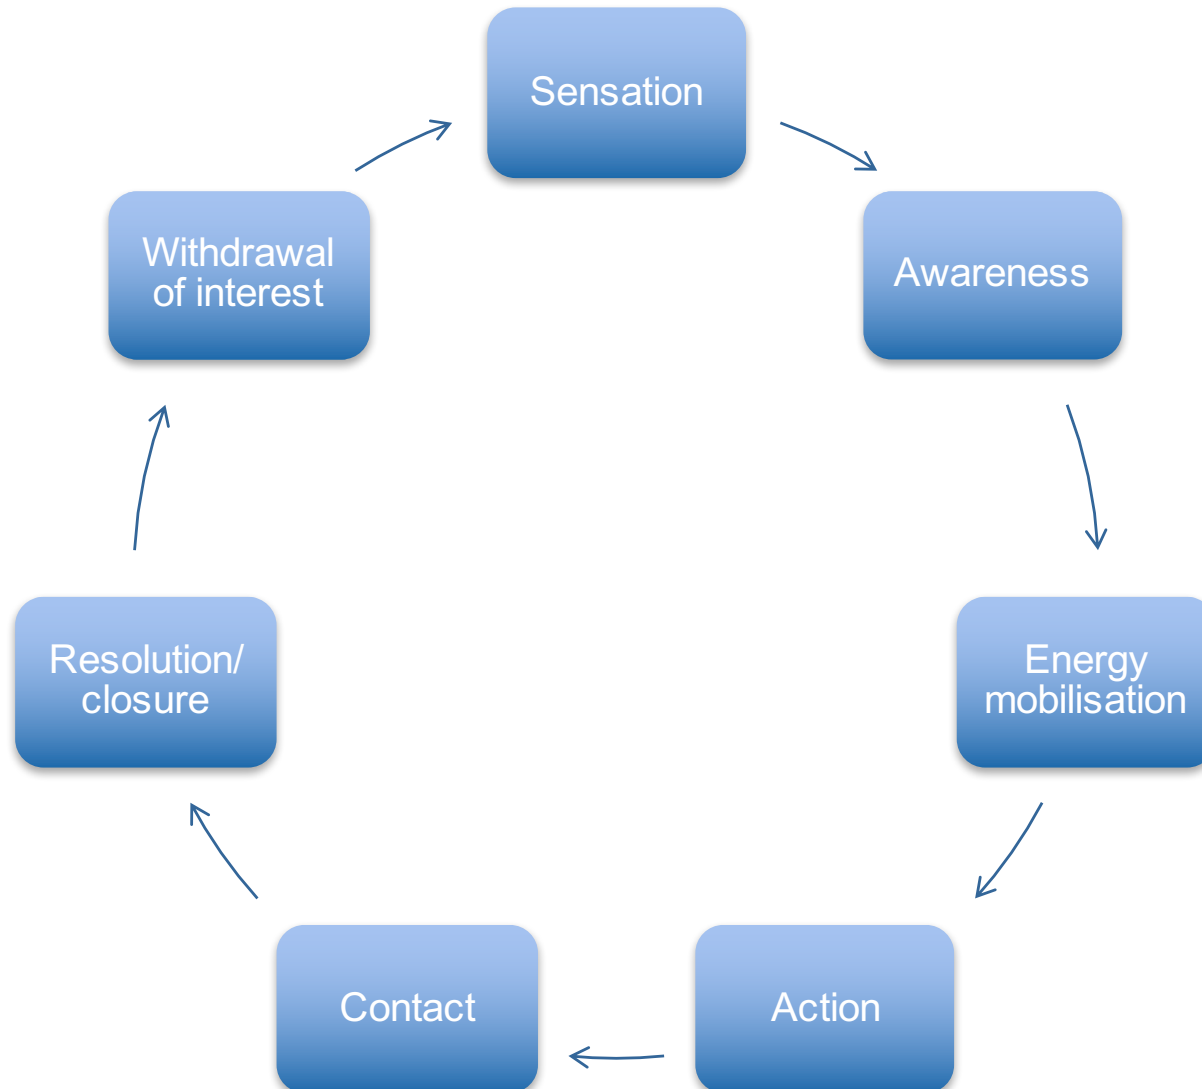 Sensation
Awareness
Energy
mobilisation
Action
Contact
Resolution/
closure
Withdrawal
of interest